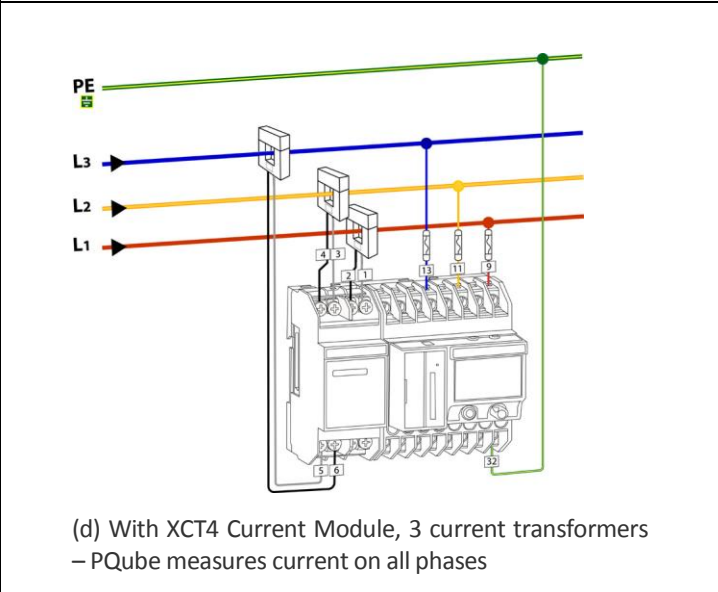 PE
L3
L2
L1
4 3
2 1
13 11 9
5 6
32
(d) With XCT4 Current Module, 3 current transformers
– PQube measures current on all phases